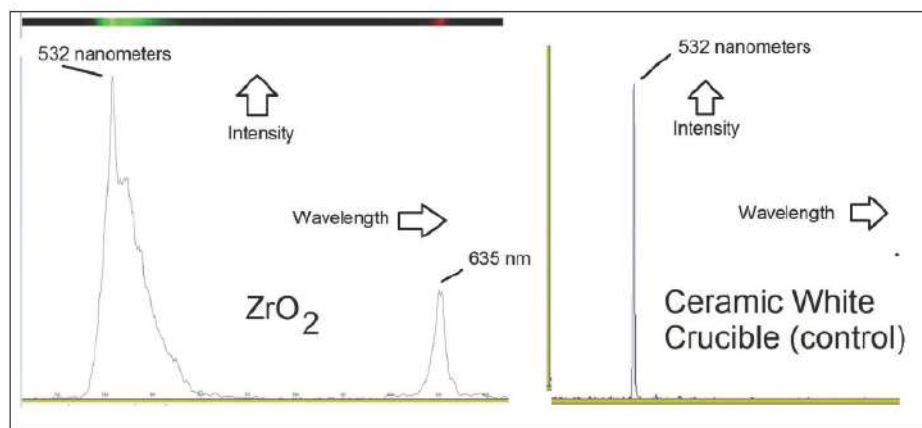 532 nanometers
Intensity
Wavelength
635 nm
ZrO2
532 nanometers
Intensity
Wavelength
Ceramic White
Crucible (control)